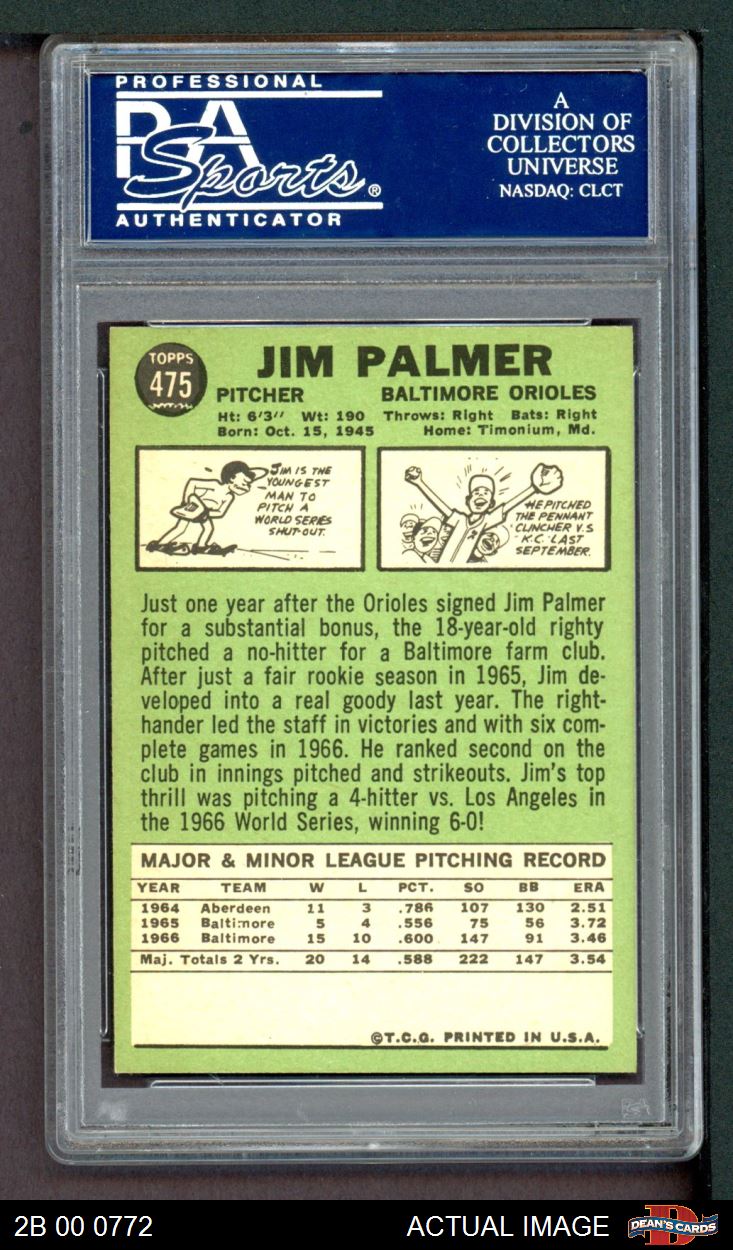 PROFESSIONAL
PSA
Sports®
AUTHENTICATOR
A
DIVISION OF
COLLECTORS
UNIVERSE
NASDAQ: CLCT
TOPPS
475
JIM PALMER
PITCHER BALTIMORE ORIOLES
Ht: 6'3" Wt: 190 Throws: Right Bats: Right
Born: Oct. 15, 1945 Home: Timonium, Md.
JIM IS THE
YOUNGEST
MAN TO
PITCH A
WORLD SERIES
SHUT-OUT.
HE PITCHED
THE PENNANT
CLINCHER V.S
K.C. LAST
SEPTEMBER.
Just one year after the Orioles signed Jim Palmer
for a substantial bonus, the 18-year-old righty
pitched a no-hitter for a Baltimore farm club.
After just a fair rookie season in 1965, Jim de-
veloped into a real goody last year. The right-
hander led the staff in victories and with six com-
plete games in 1966. He ranked second on the
club in innings pitched and strikeouts. Jim's top
thrill was pitching a 4-hitter vs. Los Angeles in
the 1966 World Series, winning 6-0!
MAJOR & MINOR LEAGUE PITCHING RECORD
YEAR TEAM W L PCT. SO BB ERA
1964 Aberdeen 11 3 .786 107 130 2.51
1965 Baltimore 5 4 .556 75 56 3.72
1966 Baltimore 15 10 .600 147 91 3.46
Maj. Totals 2 Yrs. 20 14 .588 222 147 3.54
©T.C.G. PRINTED IN U.S.A.
2B 00 0772 ACTUAL IMAGE DEAN'S CARDS